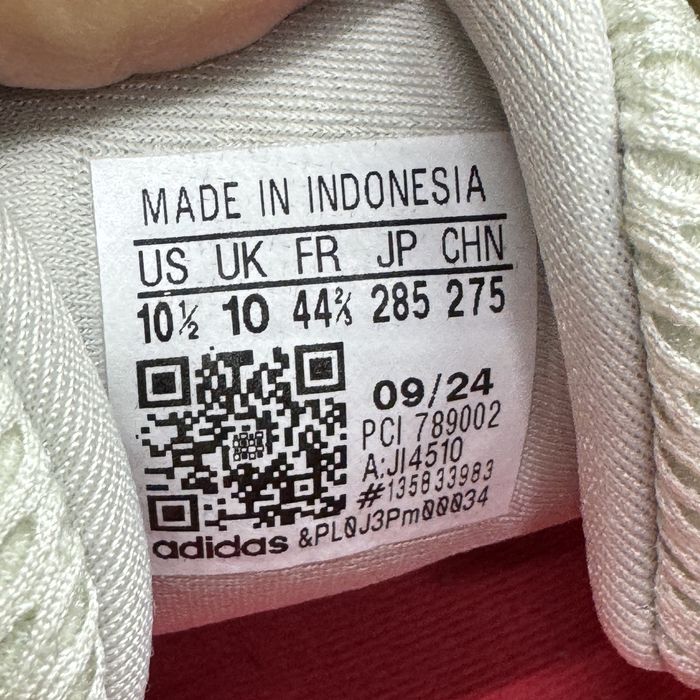 MADE IN INDONESIA
US UK FR JP CHN
10½ 10 44⅔ 285 275
09/24
PCI 789002
A:JI4510
#135833983
adidas &PL0J3Pm00034